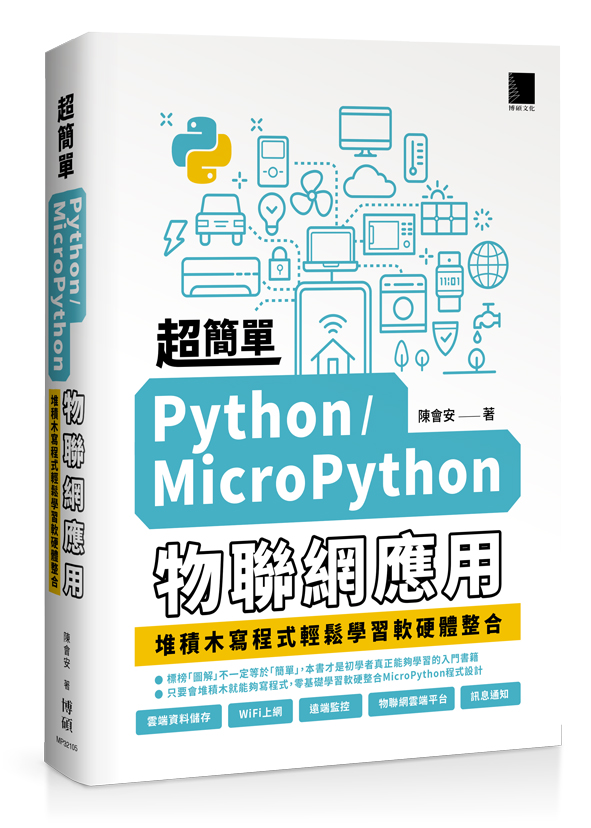 超簡單
Python/
MicroPython
物聯網應用
堆積木寫程式輕鬆學習軟硬體整合
陳會安 著
博碩
MP32105
博碩文化
11:01
超簡單
Python/
MicroPython
陳會安 —— 著
物聯網應用
堆積木寫程式輕鬆學習軟硬體整合
● 標榜「圖解」不一定等於「簡單」,本書才是初學者真正能夠學習的入門書籍
● 只要會堆積木就能夠寫程式,零基礎學習軟硬整合MicroPython程式設計
雲端資料儲存 WiFi上網 遠端監控 物聯網雲端平台 訊息通知